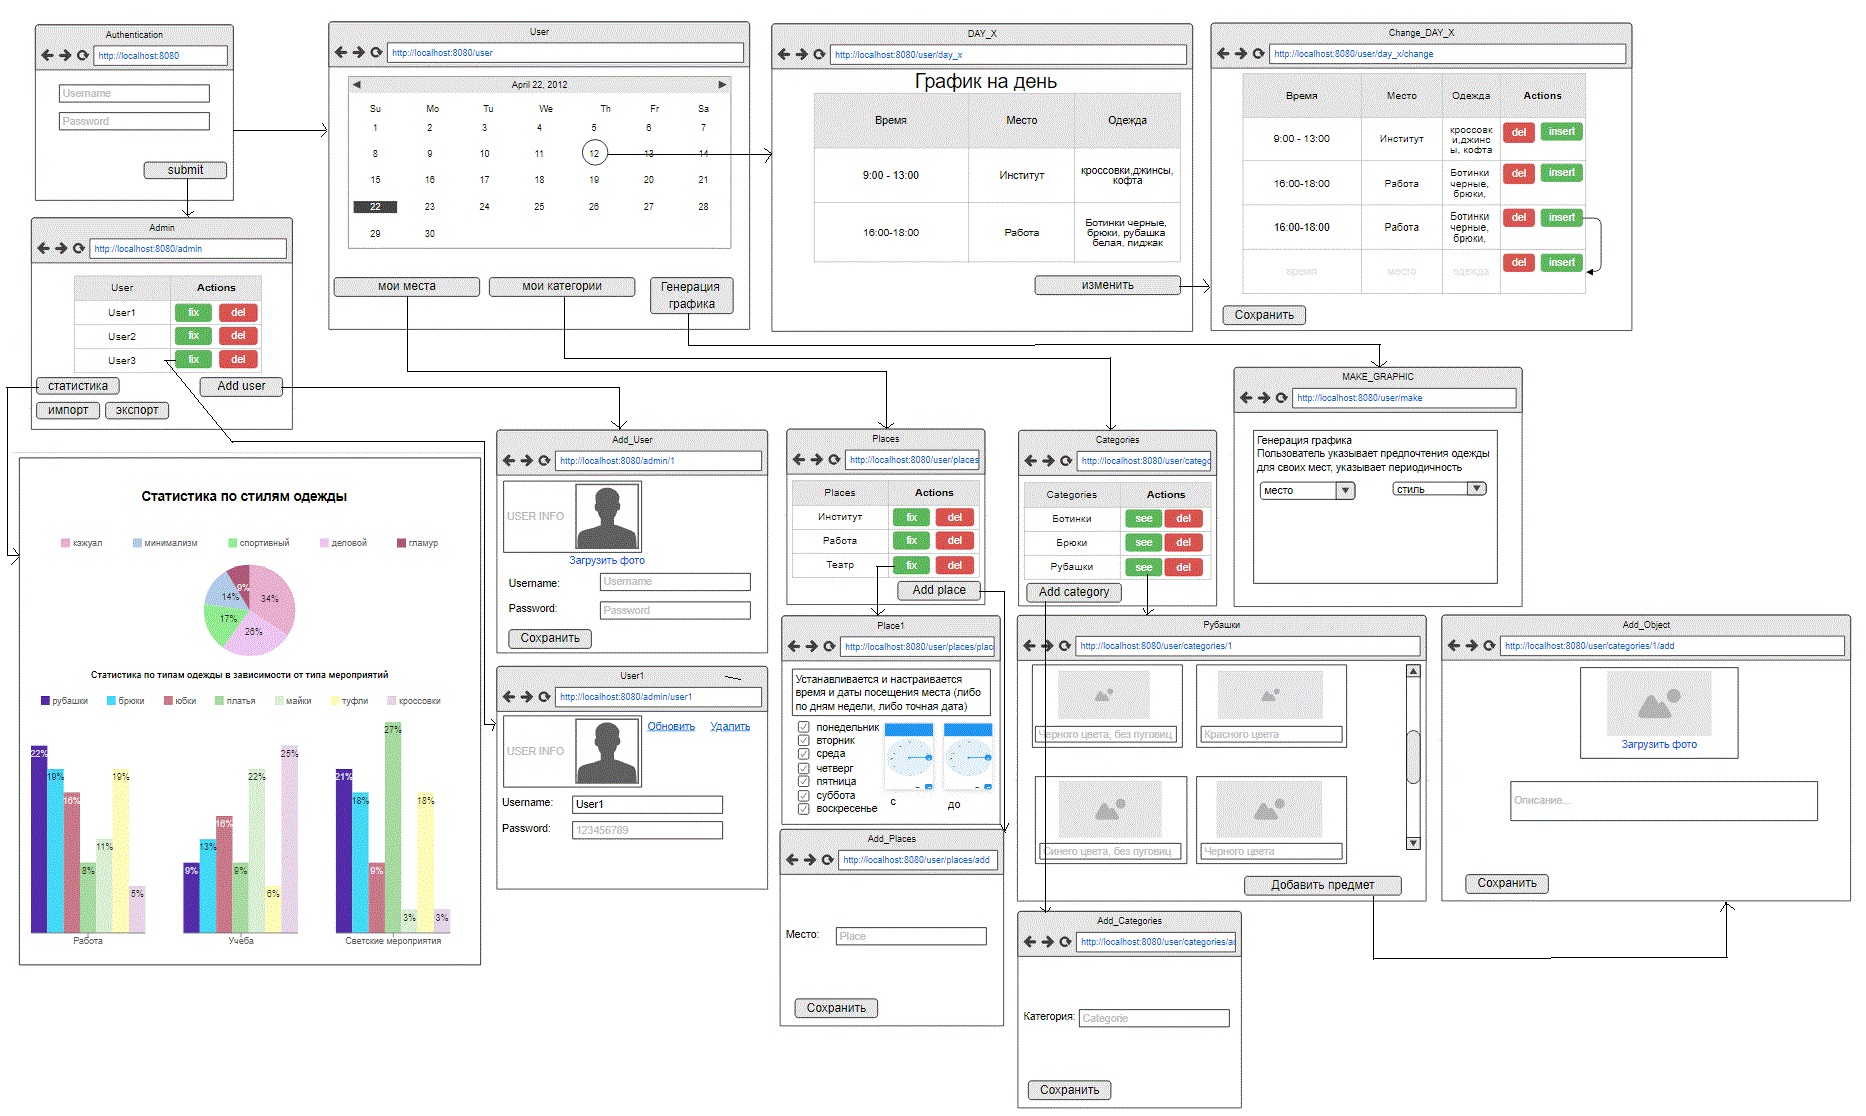 Authentication
http://localhost:8080
Username
Password
submit
User
http://localhost:8080/user
April 22, 2012
Su Mo Tu We Th Fr Sa
1 2 3 4 5 6 7
8 9 10 11 12 13 14
15 16 17 18 19 20 21
22 23 24 25 26 27 28
29 30
мои места
мои категории
Генерация
графика
DAY_X
http://localhost:8080/user/day_x
График на день
Время Место Одежда
9:00 - 13:00 Институт кроссовки,джинсы,
кофта
16:00-18:00 Работа Ботинки черные,
брюки, рубашка
белая, пиджак
изменить
Change_DAY_X
http://localhost:8080/user/day_x/change
Время Место Одежда Actions
9:00 - 13:00 Институт кроссовк
и,джинс
ы, кофта
del insert
16:00-18:00 Работа Ботинки
черные,
брюки,
del insert
16:00-18:00 Работа Ботинки
черные,
брюки,
del insert
время место одежда del insert
Сохранить
Admin
http://localhost:8080/admin
User Actions
User1 fix del
User2 fix del
User3 fix del
статистика
Add user
импорт
экспорт
MAKE_GRAPHIC
http://localhost:8080/user/make
Генерация графика
Пользователь указывает предпочтения одежды
для своих мест, указывает периодичность
место
стиль
Статистика по стилям одежды
кэжуал минимализм спортивный деловой гламур
9%
34%
14%
17%
26%
Статистика по типам одежды в зависимости от типа мероприятий
рубашки брюки юбки платья майки туфли кроссовки
22% 19% 16% 8% 11% 19% 5%
9% 13% 16% 9% 22% 6% 25%
21% 18% 9% 27% 3% 18% 3%
Работа Учеба Светские мероприятия
Add_User
http://localhost:8080/admin/1
USER INFO
Загрузить фото
Username: Username
Password: Password
Сохранить
User1
http://localhost:8080/admin/user1
USER INFO
Обновить Удалить
Username: User1
Password: 123456789
Places
http://localhost:8080/user/places
Places Actions
Институт fix del
Работа fix del
Театр fix del
Add place
Place1
http://localhost:8080/user/places/plac
Устанавливается и настраивается
время и даты посещения места (либо
по дням недели, либо точная дата)
понедельник
вторник
среда
четверг
пятница
суббота
воскресенье
с до
Add_Places
http://localhost:8080/user/places/add
Место: Place
Сохранить
Categories
http://localhost:8080/user/catego
Categories Actions
Ботинки see del
Брюки see del
Рубашки see del
Add category
Рубашки
http://localhost:8080/user/categories/1
Черного цвета, без пуговиц
Красного цвета
Синего цвета, без пуговиц
Черного цвета
Добавить предмет
Add_Categories
http://localhost:8080/user/categories/ad
Категория: Categorie
Сохранить
Add_Object
http://localhost:8080/user/categories/1/add
Загрузить фото
Описание...
Сохранить